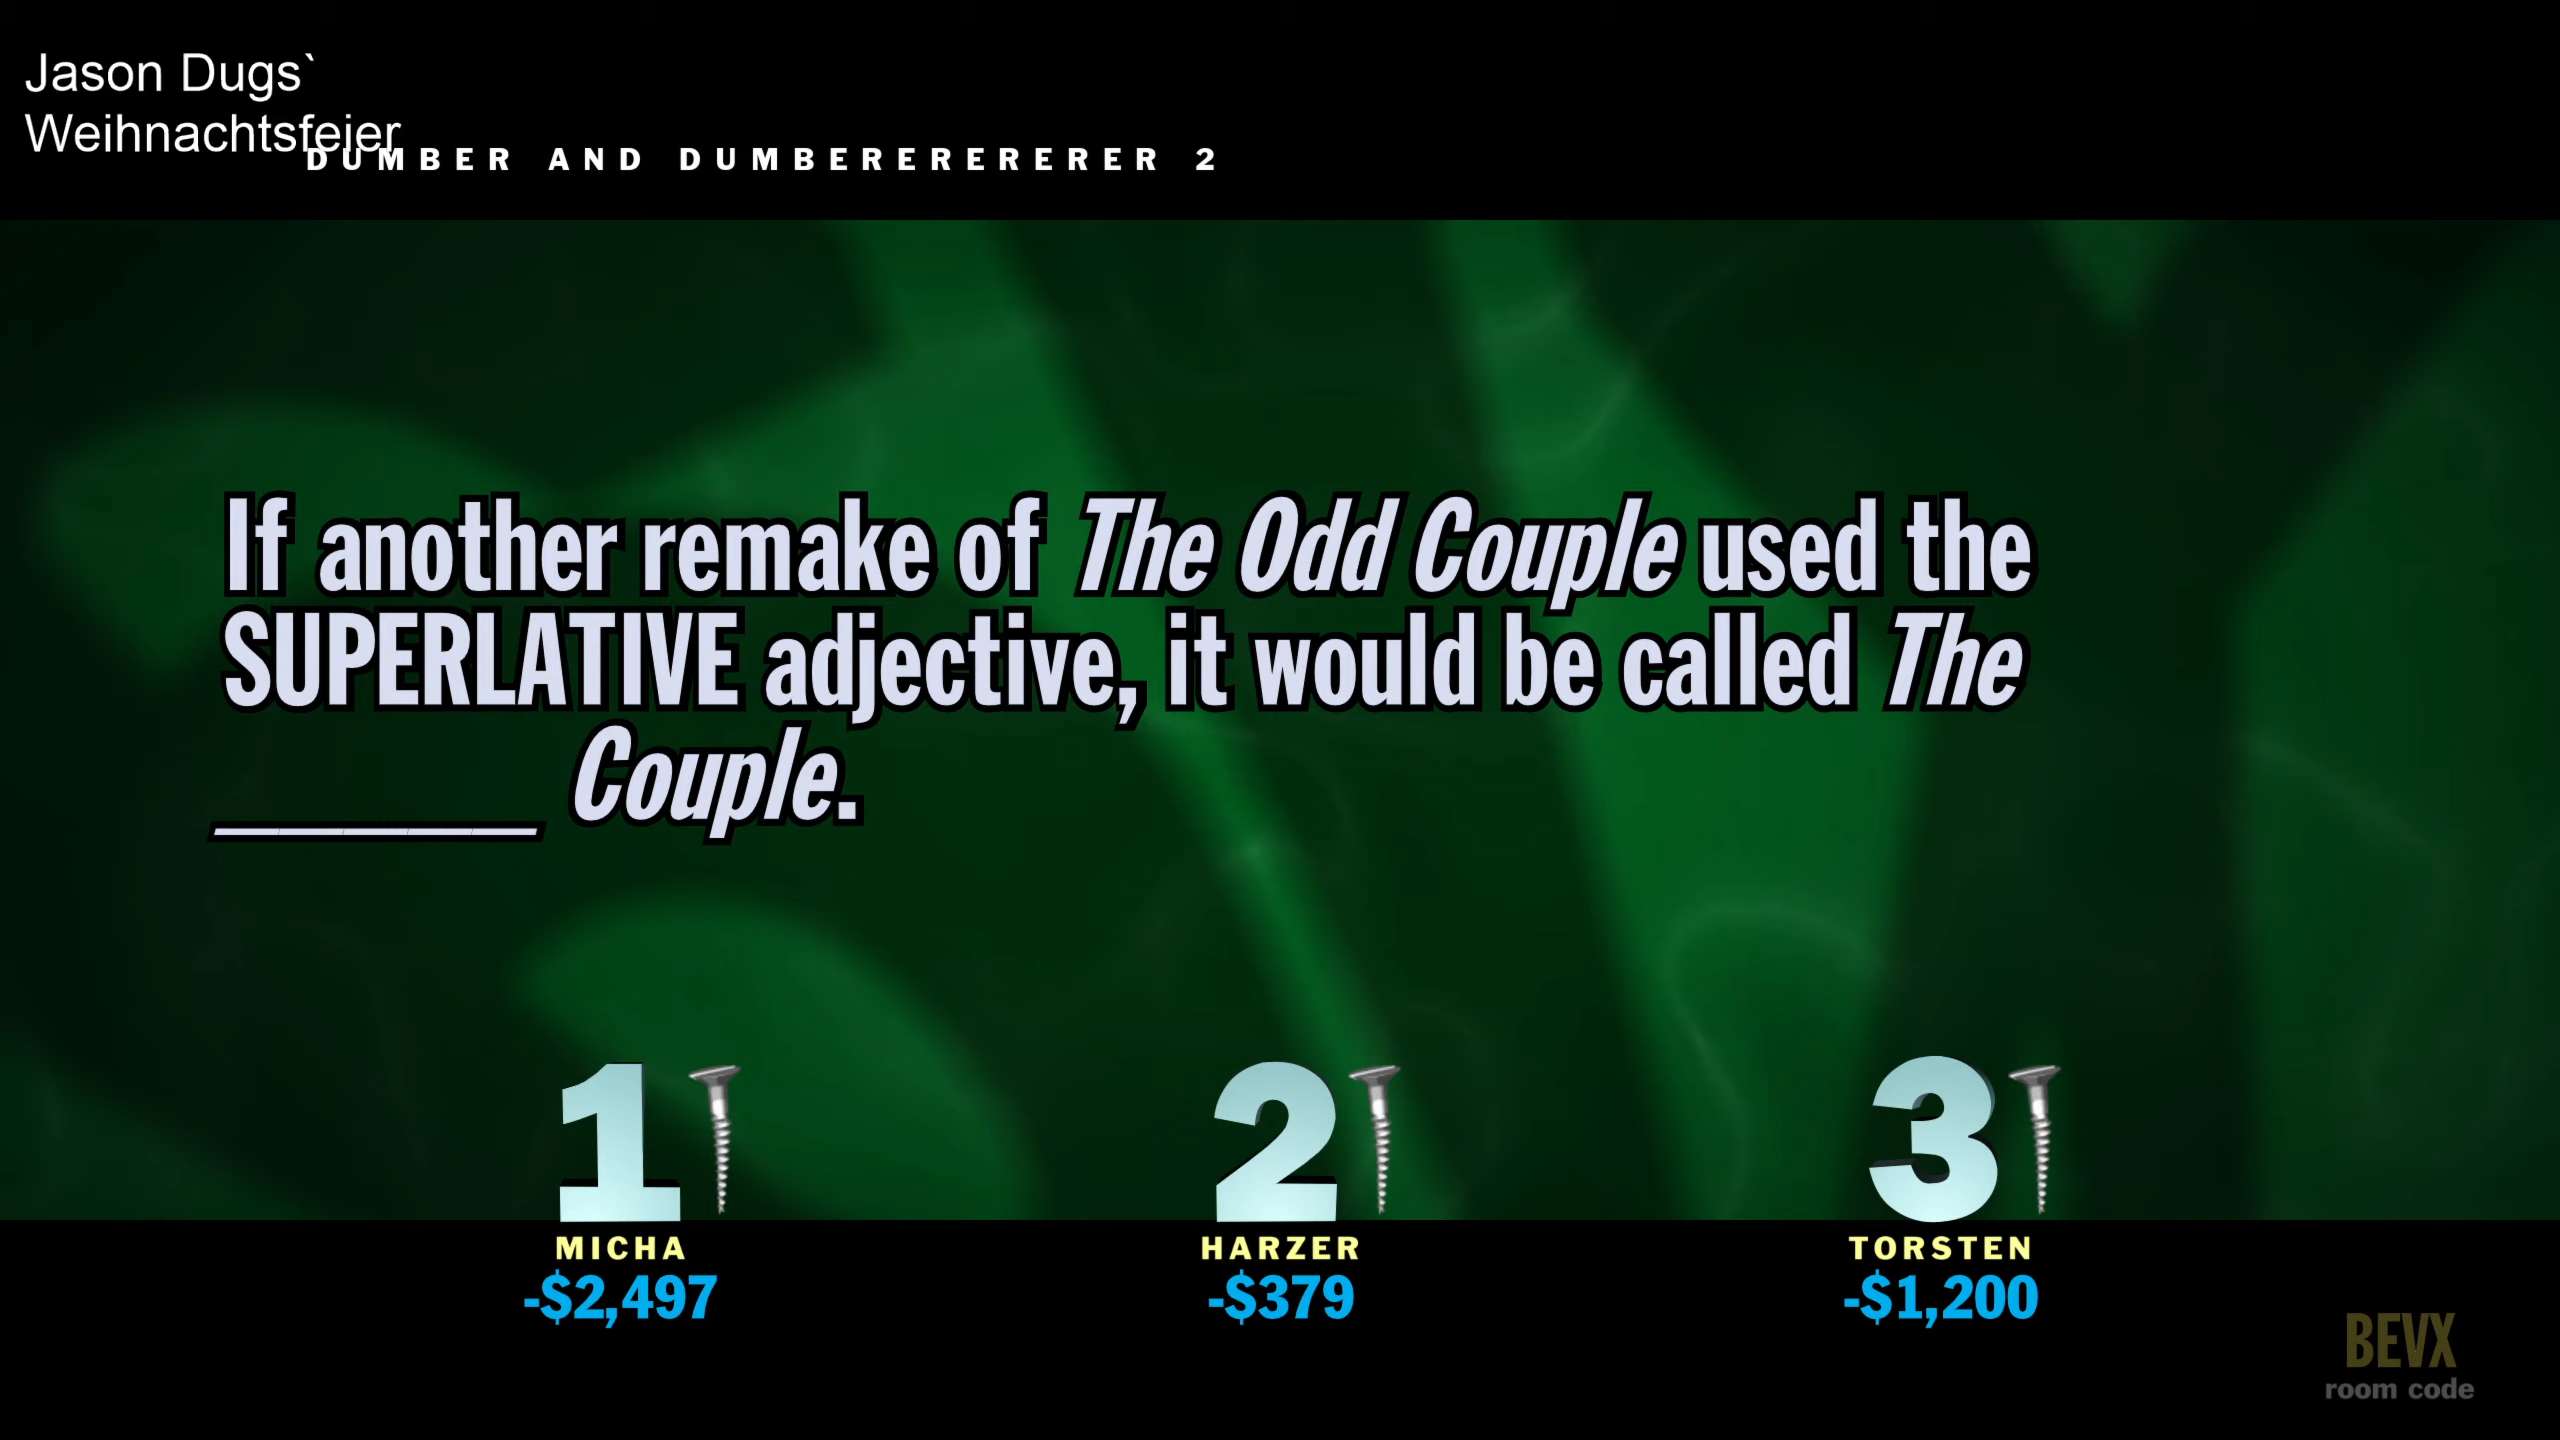 Jason Dugs`
Weihnachtsfeier
DUMBER AND DUMBERERERERER 2
If another remake of The Odd Couple used the
SUPERLATIVE adjective, it would be called The
_____ Couple.
1
2
3
MICHA
HARZER
TORSTEN
-$2,497
-$379
-$1,200
BEVX
room code